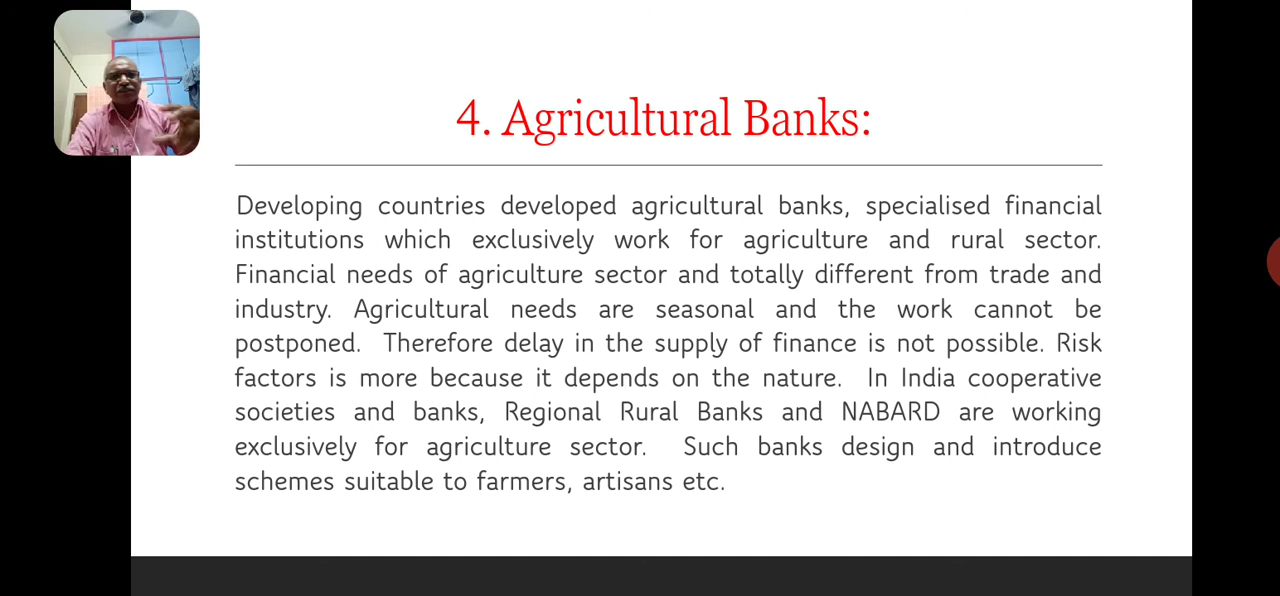 4. Agricultural Banks:
Developing countries developed agricultural banks, specialised financial
institutions which exclusively work for agriculture and rural sector.
Financial needs of agriculture sector and totally different from trade and
industry. Agricultural needs are seasonal and the work cannot be
postponed. Therefore delay in the supply of finance is not possible. Risk
factors is more because it depends on the nature. In India cooperative
societies and banks, Regional Rural Banks and NABARD are working
exclusively for agriculture sector. Such banks design and introduce
schemes suitable to farmers, artisans etc.